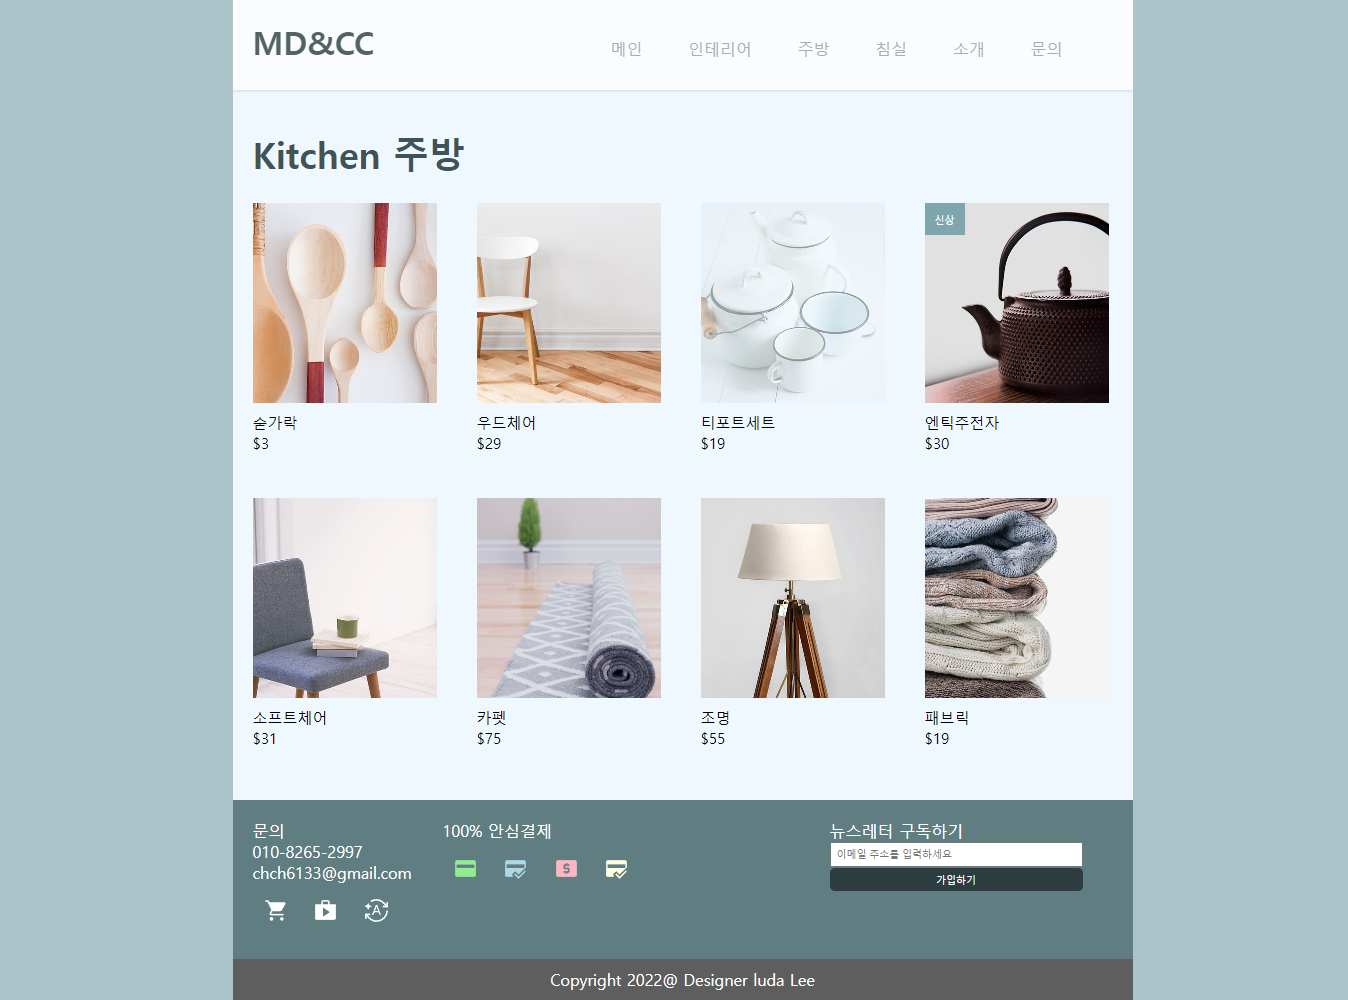 MD&CC
메인 인테리어 주방 침실 소개 문의
Kitchen 주방
신상
숟가락
$3
우드체어
$29
티포트세트
$19
엔틱주전자
$30
소프트체어
$31
카펫
$75
조명
$55
패브릭
$19
문의
010-8265-2997
chch6133@gmail.com
100% 안심결제
뉴스레터 구독하기
이메일 주소를 입력하세요
가입하기
Copyright 2022@ Designer luda Lee